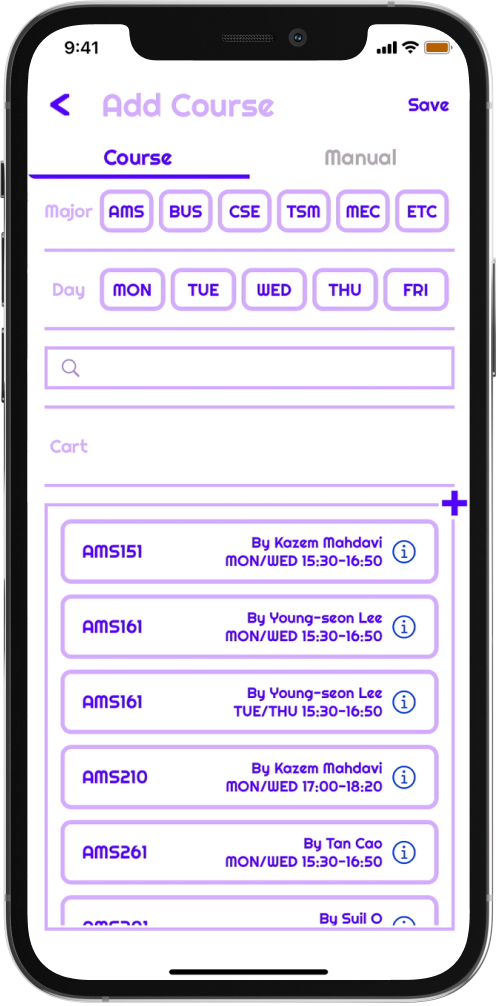 9:41
< Add Course Save
Course Manual
Major AMS BUS CSE TSM MEC ETC
Day MON TUE WED THU FRI
Cart
+
AMS151 By Kazem Mahdavi
MON/WED 15:30-16:50 i
AMS161 By Young-seon Lee
MON/WED 15:30-16:50 i
AMS161 By Young-seon Lee
TUE/THU 15:30-16:50 i
AMS210 By Kazem Mahdavi
MON/WED 17:00-18:20 i
AMS261 By Tan Cao
MON/WED 15:30-16:50 i
By Suil O